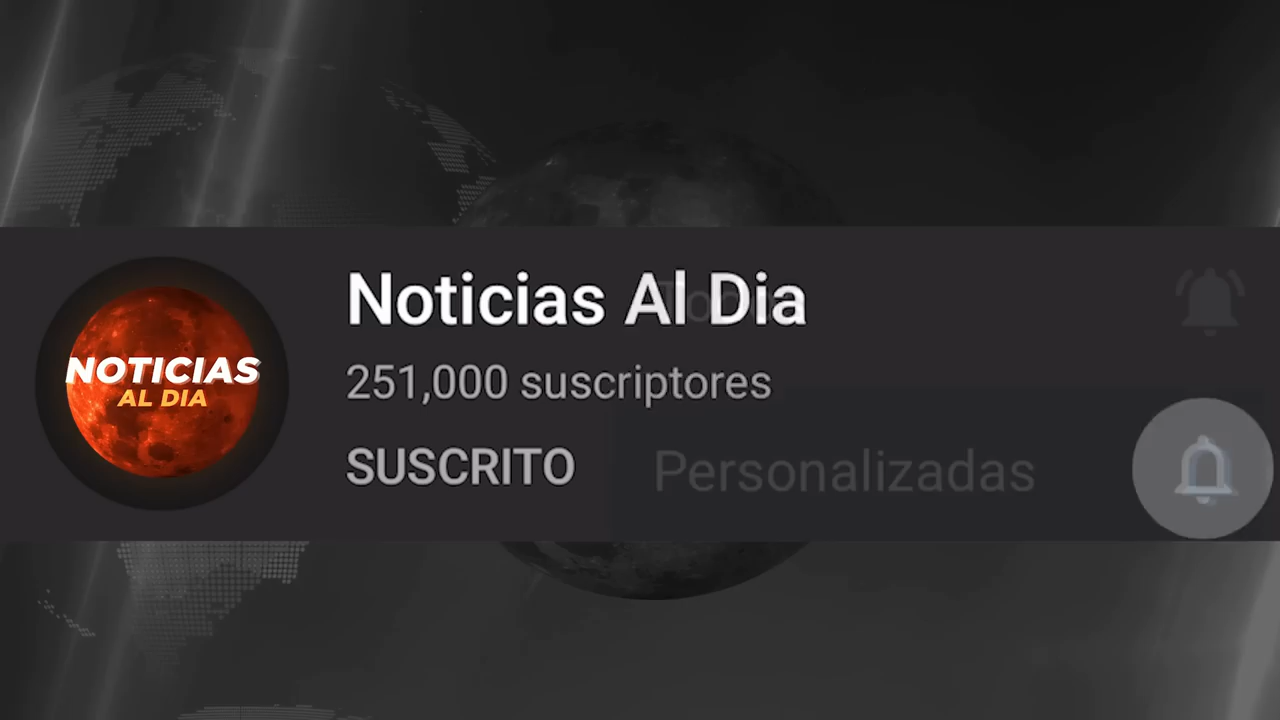 Noticias Al Dia
251,000 suscriptores
SUSCRITO
Personalizadas
NOTICIAS
AL DIA